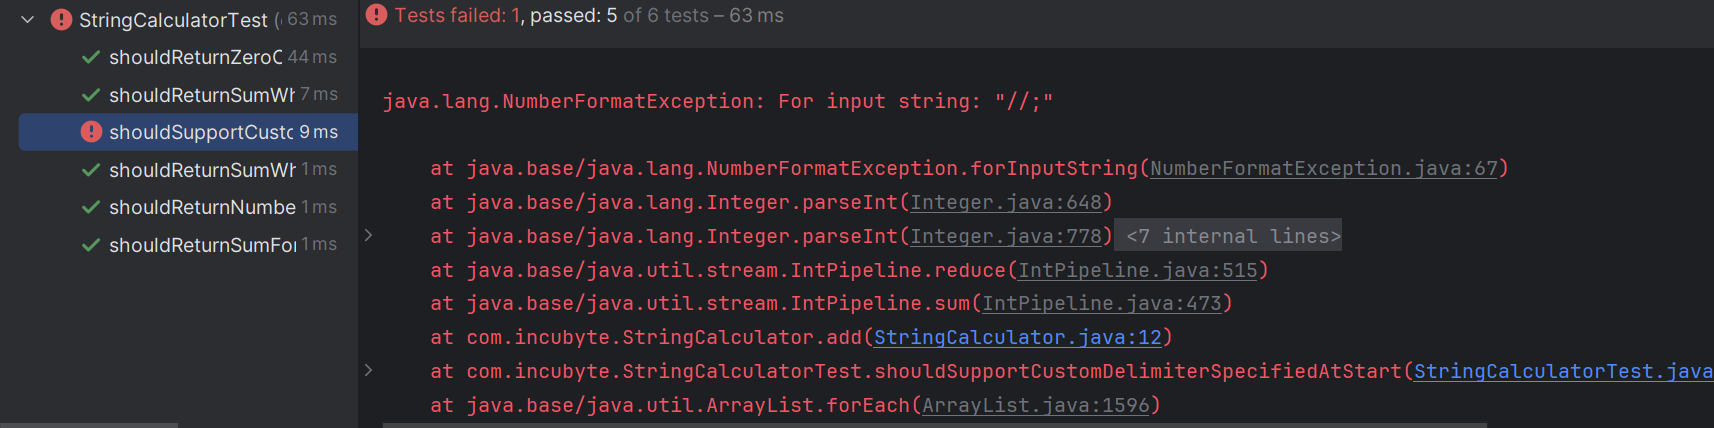 StringCalculatorTest ( 63 ms
shouldReturnZeroC 44 ms
shouldReturnSumWh 7 ms
shouldSupportCusto 9 ms
shouldReturnSumWh 1 ms
shouldReturnNumbe 1 ms
shouldReturnSumFor 1 ms
Tests failed: 1, passed: 5 of 6 tests – 63 ms
java.lang.NumberFormatException: For input string: "//;"
at java.base/java.lang.NumberFormatException.forInputString(NumberFormatException.java:67)
at java.base/java.lang.Integer.parseInt(Integer.java:648)
at java.base/java.lang.Integer.parseInt(Integer.java:778) <7 internal lines>
at java.base/java.util.stream.IntPipeline.reduce(IntPipeline.java:515)
at java.base/java.util.stream.IntPipeline.sum(IntPipeline.java:473)
at com.incubyte.StringCalculator.add(StringCalculator.java:12)
at com.incubyte.StringCalculatorTest.shouldSupportCustomDelimiterSpecifiedAtStart(StringCalculatorTest.java
at java.base/java.util.ArrayList.forEach(ArrayList.java:1596)